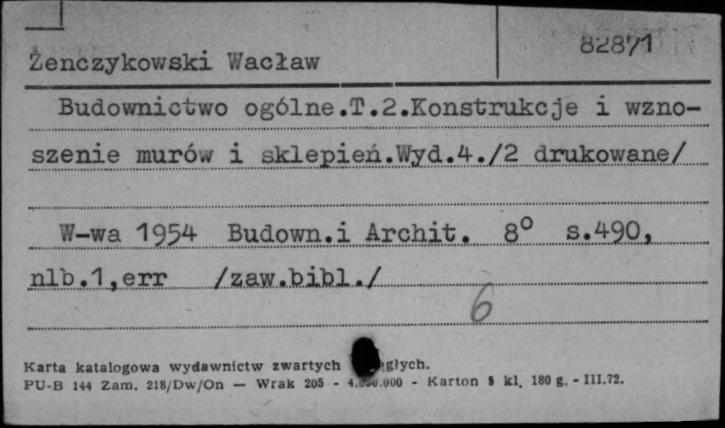 82871
Żenczykowski Wacław
Budownictwo ogólne.T.2.Konstrukcje i wzno-
szenie murów i sklepień.Wyd.4./2 drukowane/
W-wa 1954 Budown.i Archit. 8° s.490,
nlb.1,err /zaw.bibl./
6
Karta katalogowa wydawnictw zwartych
PU-B 144 Zam. 218/Dw/On — Wrak 205 - - Karton 5 kl. 180 g. - III.72.